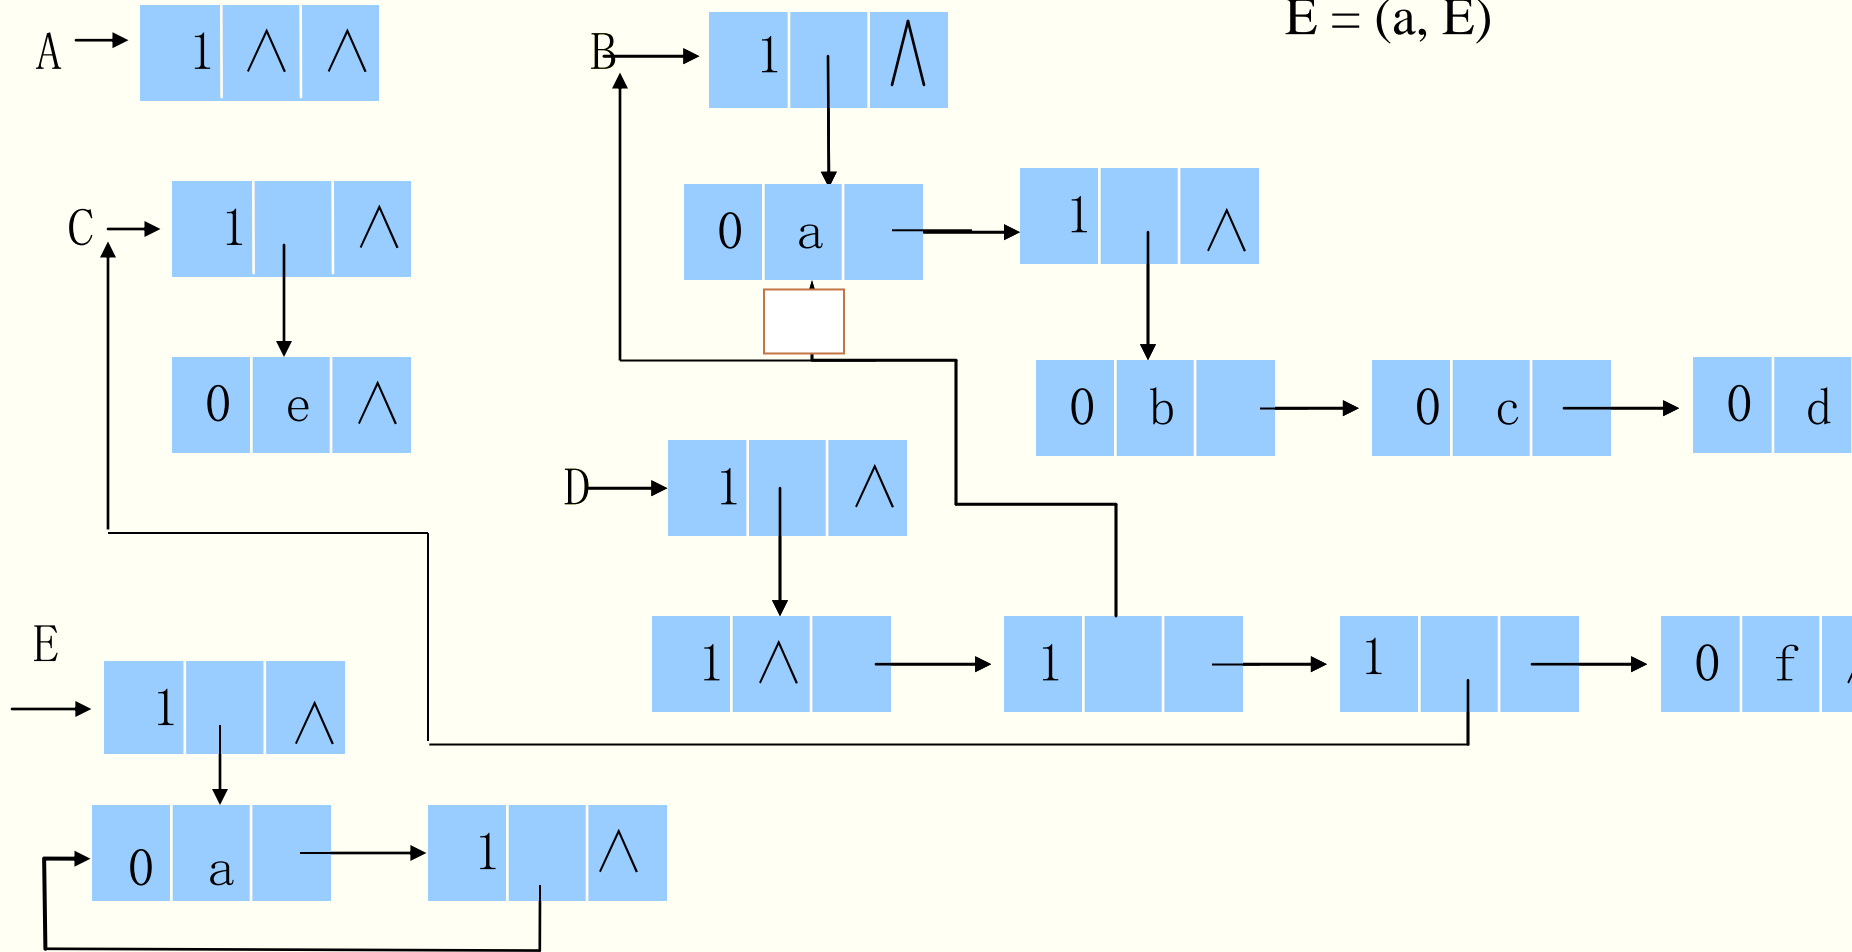 E = (a, E)
A 1 ∧ ∧
B 1 ∧
C 1 ∧
0 a
1 ∧
0 e ∧
0 b
0 c
0 d
D 1 ∧
E
1 ∧
1 ∧
1
1
0 f
0 a
1 ∧